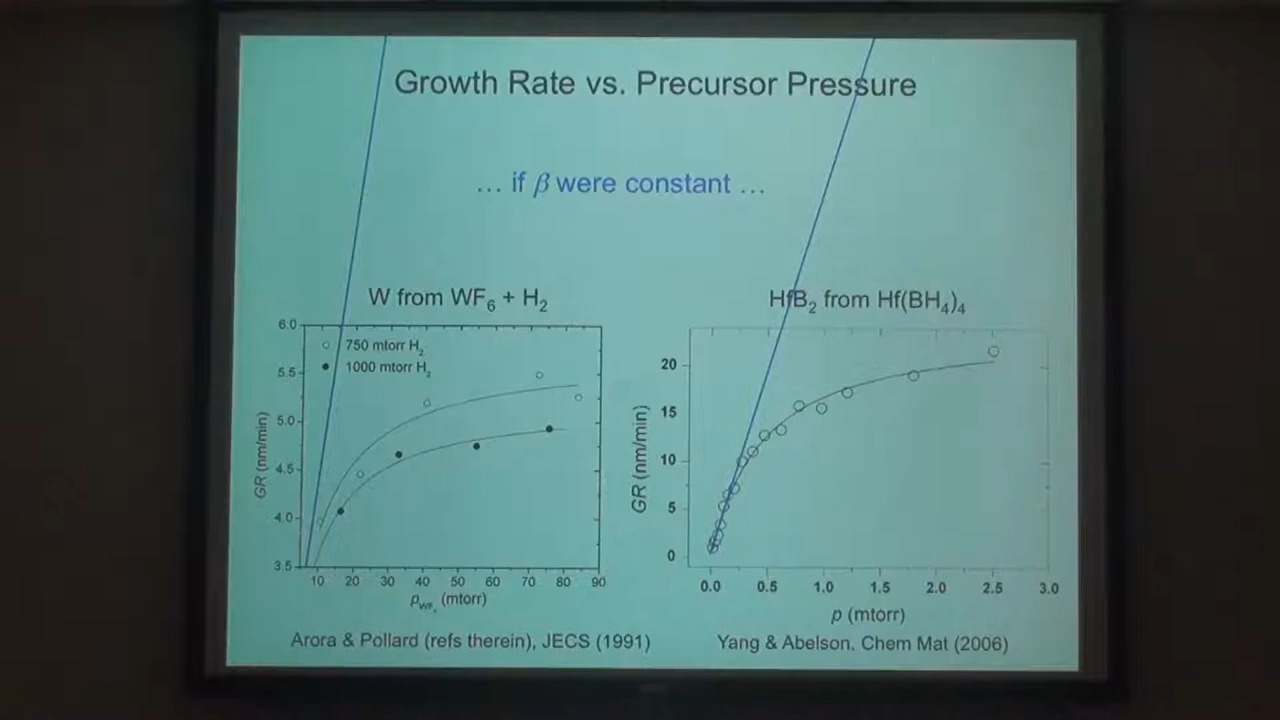 Growth Rate vs. Precursor Pressure
… if β were constant …
W from WF₆ + H₂
6.0
5.5
5.0
4.5
4.0
3.5
GR (nm/min)
750 mtorr H₂
1000 mtorr H₂
10 20 30 40 50 60 70 80 90
p_WF₆ (mtorr)
Arora & Pollard (refs therein), JECS (1991)
HfB₂ from Hf(BH₄)₄
20
15
10
5
0
GR (nm/min)
0.0 0.5 1.0 1.5 2.0 2.5 3.0
p (mtorr)
Yang & Abelson, Chem Mat (2006)